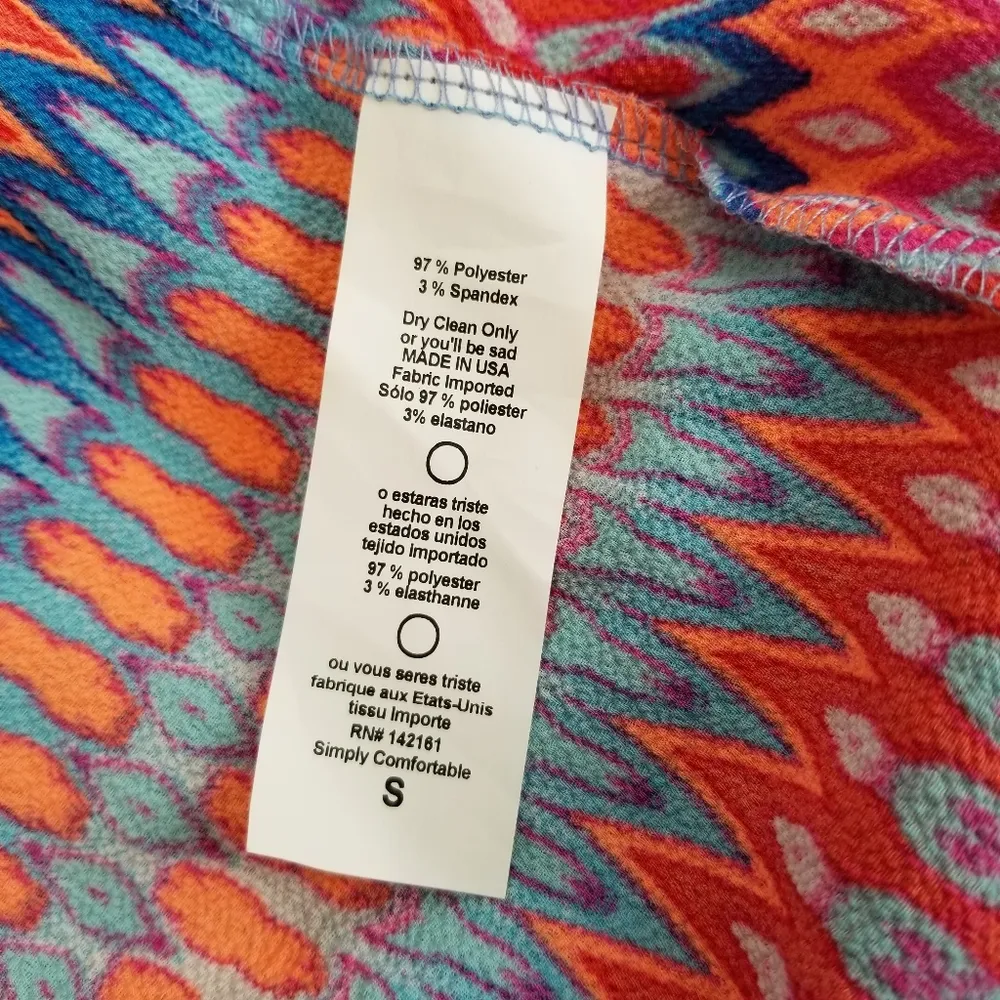 97 % Polyester
3 % Spandex
Dry Clean Only
or you'll be sad
MADE IN USA
Fabric Imported
Sólo 97 % poliester
3% elastano
o estaras triste
hecho en los
estados unidos
tejido importado
97 % polyester
3 % elasthanne
ou vous seres triste
fabrique aux Etats-Unis
tissu Importe
RN# 142161
Simply Comfortable
S